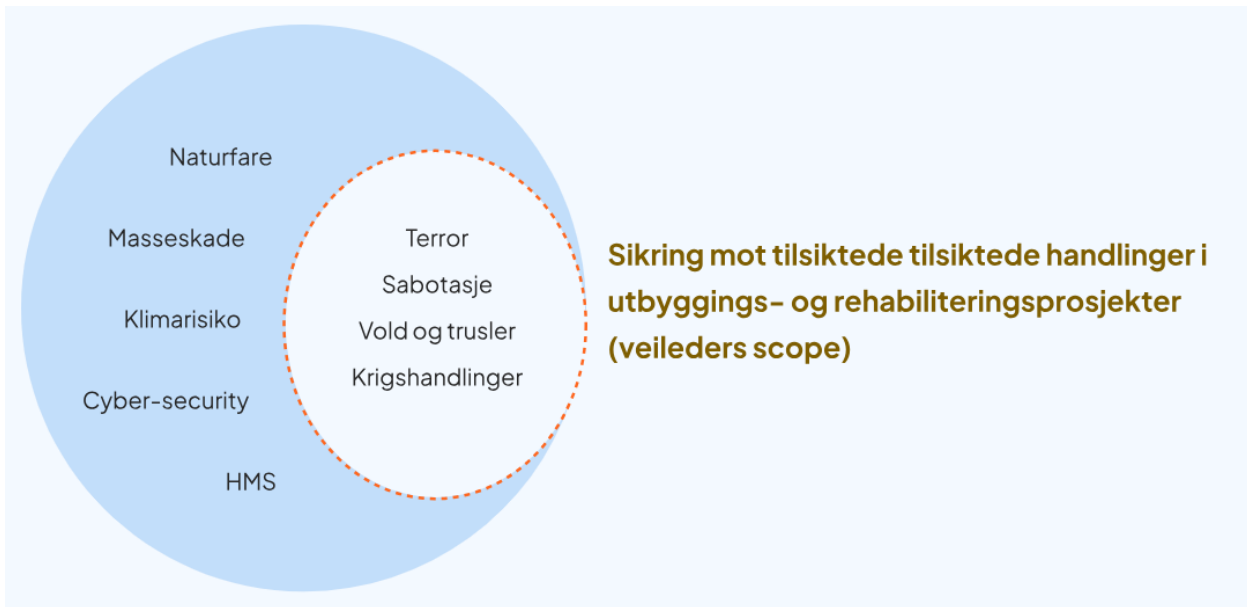 Naturfare
Masseskade
Klimarisiko
Cyber-security
HMS
Terror
Sabotasje
Vold og trusler
Krigshandlinger
Sikring mot tilsiktede tilsiktede handlinger i
utbyggings- og rehabiliteringsprosjekter
(veileders scope)